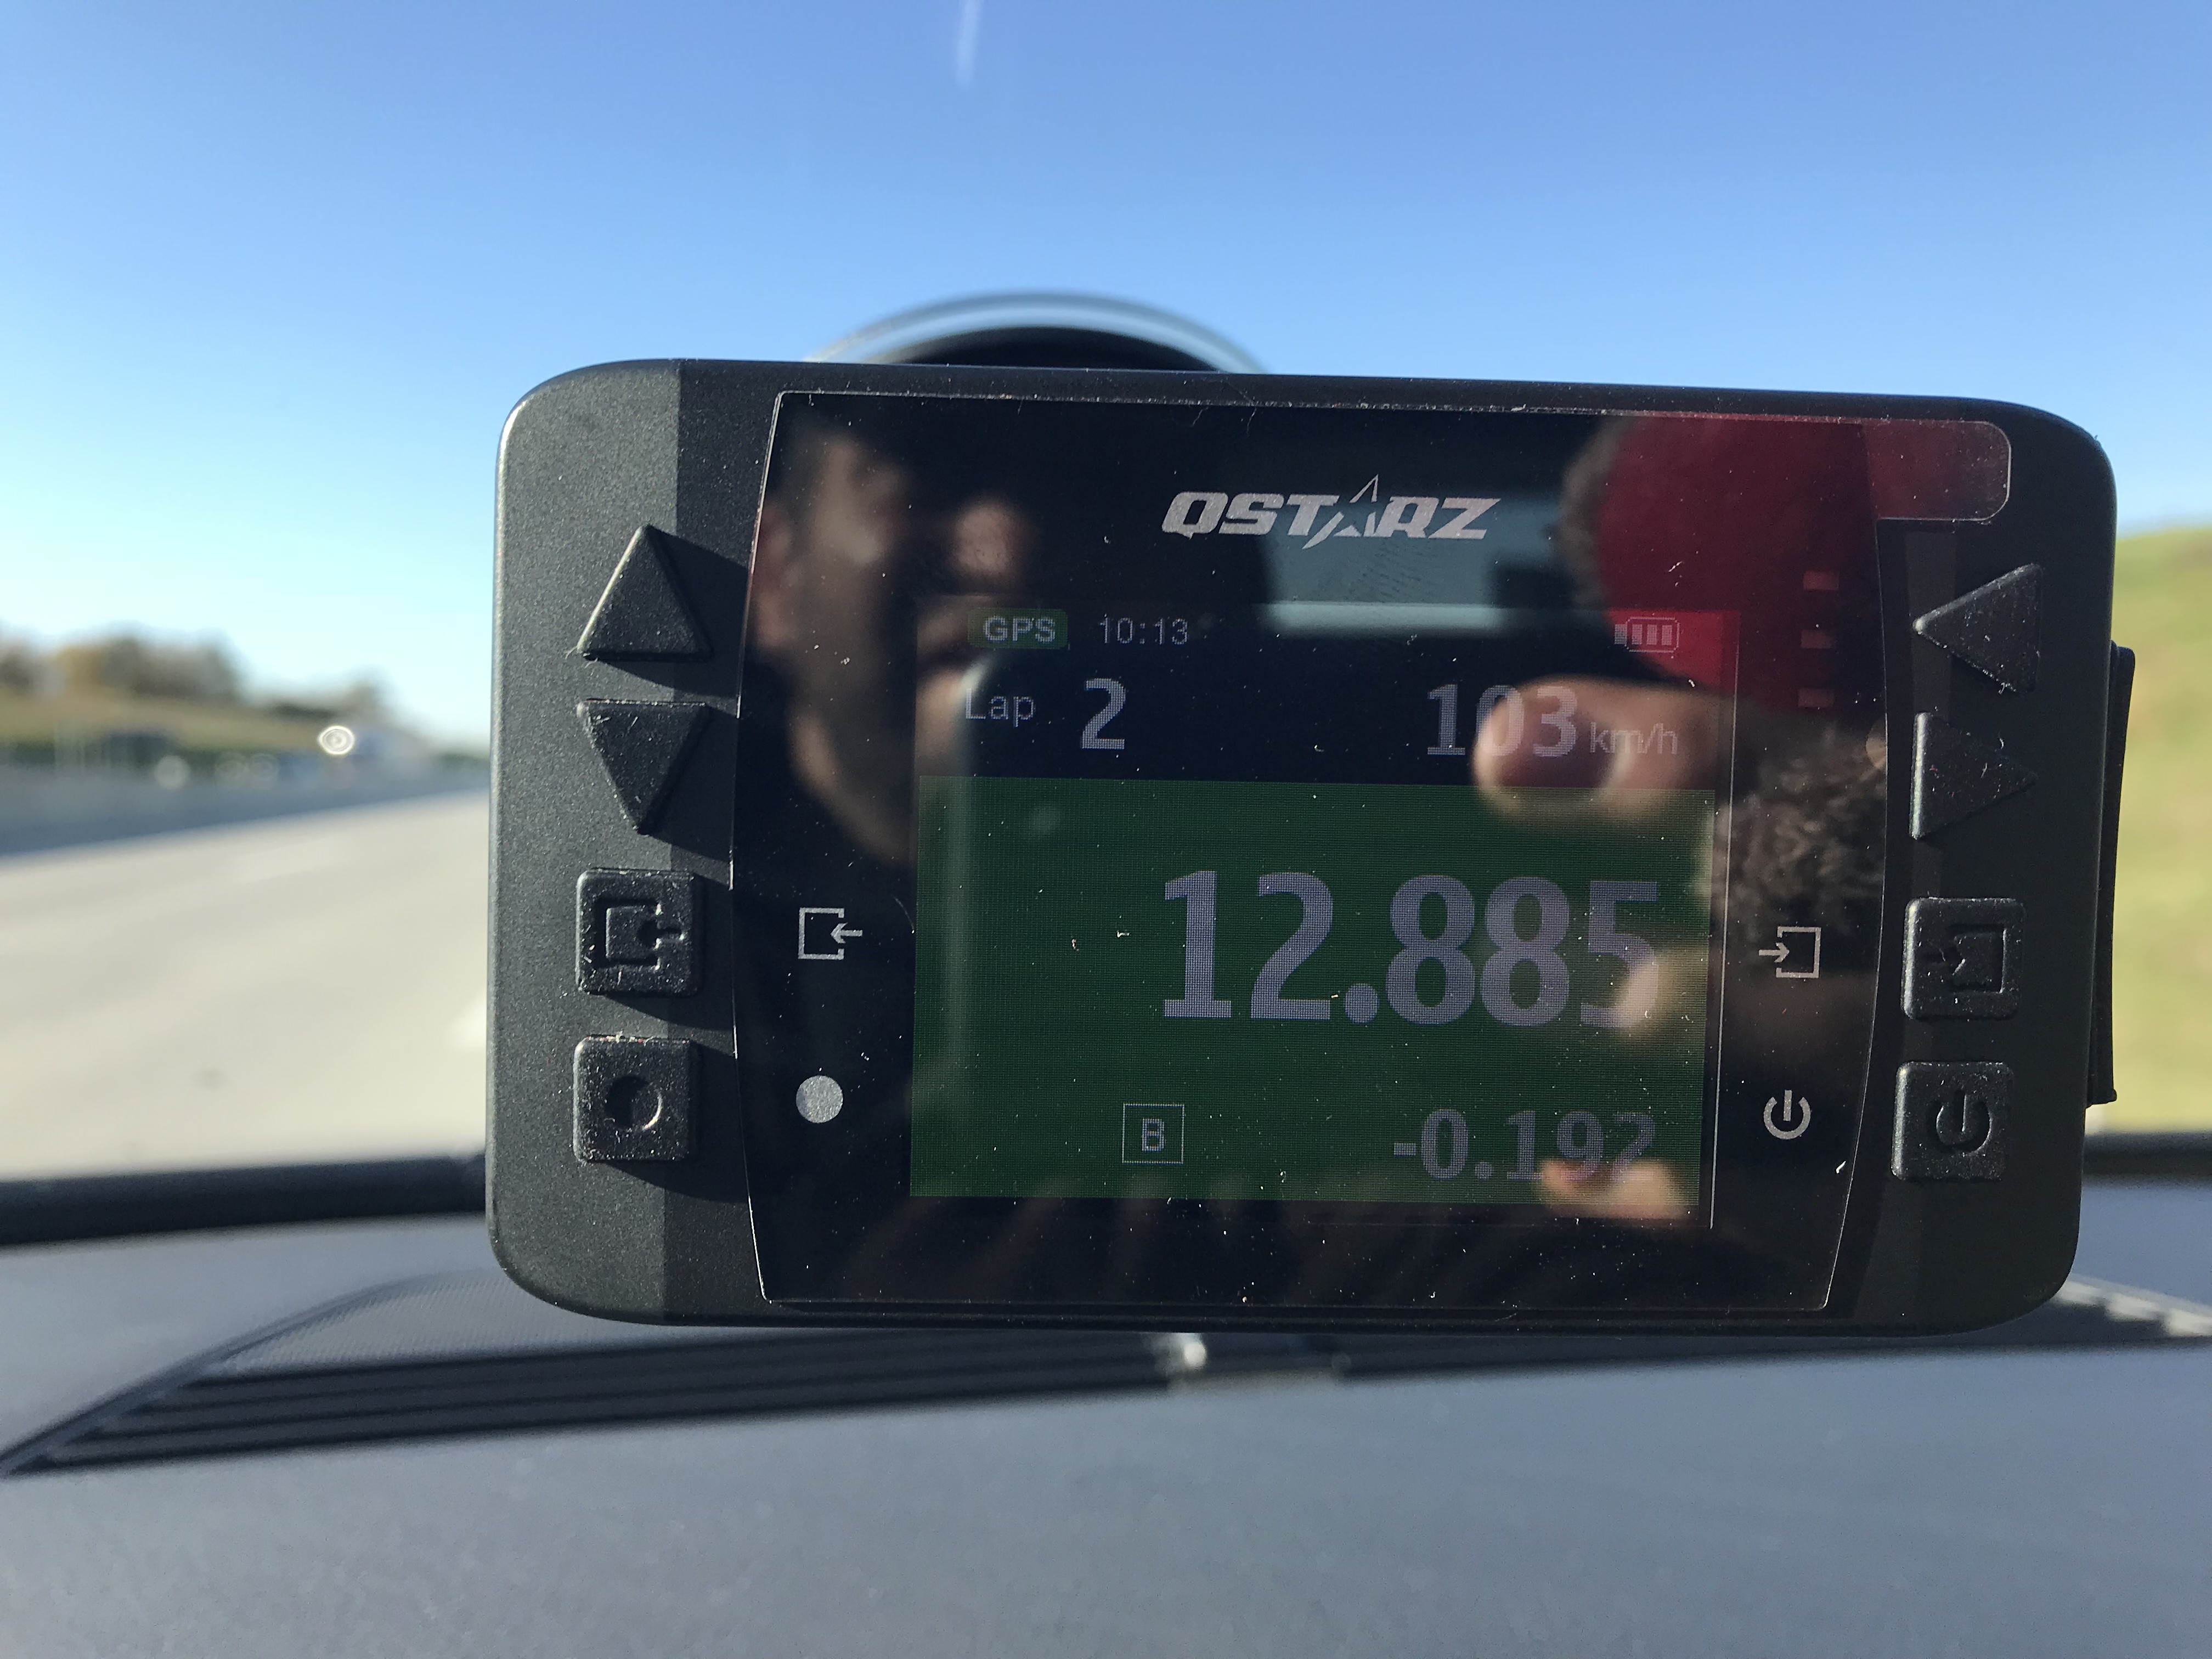 QSTARZ
GPS 10:13
Lap 2 103 km/h
12.885
B -0.192